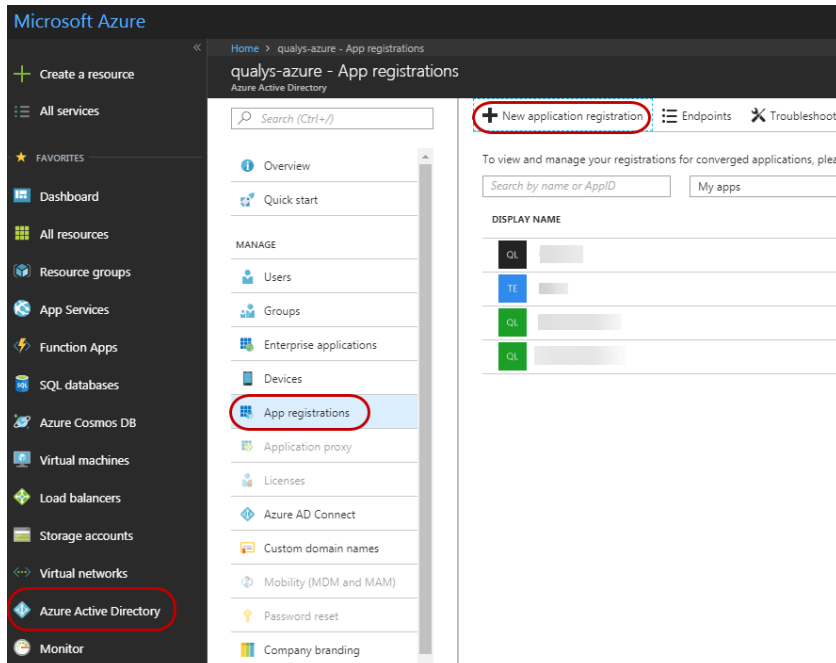 Microsoft Azure
«
Create a resource
All services
FAVORITES
Dashboard
All resources
Resource groups
App Services
Function Apps
SQL
SQL databases
Azure Cosmos DB
Virtual machines
Load balancers
Storage accounts
Virtual networks
Azure Active Directory
Monitor
Home > qualys-azure - App registrations
qualys-azure - App registrations
Azure Active Directory
Search (Ctrl+/)
Overview
Quick start
MANAGE
Users
Groups
Enterprise applications
Devices
App registrations
Application proxy
Licenses
Azure AD Connect
Custom domain names
Mobility (MDM and MAM)
Password reset
Company branding
New application registration Endpoints Troubleshoot
To view and manage your registrations for converged applications, plea
Search by name or AppID My apps
DISPLAY NAME
QL
TE
QL
QL